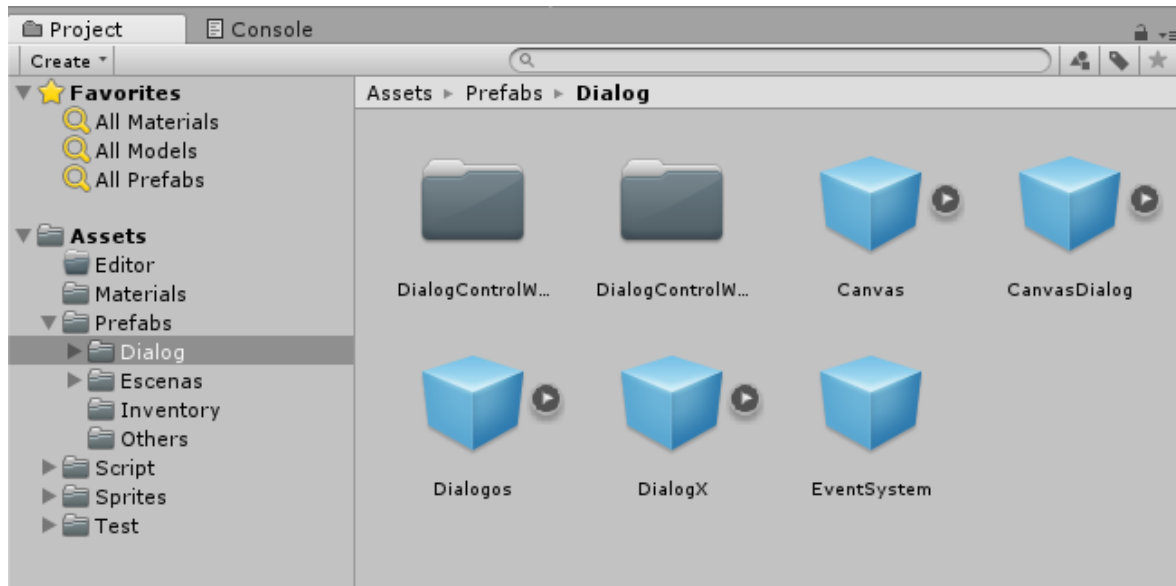 Project Console
Create
Favorites
All Materials
All Models
All Prefabs
Assets
Editor
Materials
Prefabs
Dialog
Escenas
Inventory
Others
Script
Sprites
Test
Assets Prefabs Dialog
DialogControlW... DialogControlW... Canvas CanvasDialog
Dialogos DialogX EventSystem